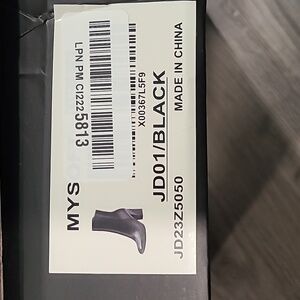 LPN PM CI2225813
X00367L5F9
MYS
JD01/BLACK
JD23Z5050
MADE IN CHINA